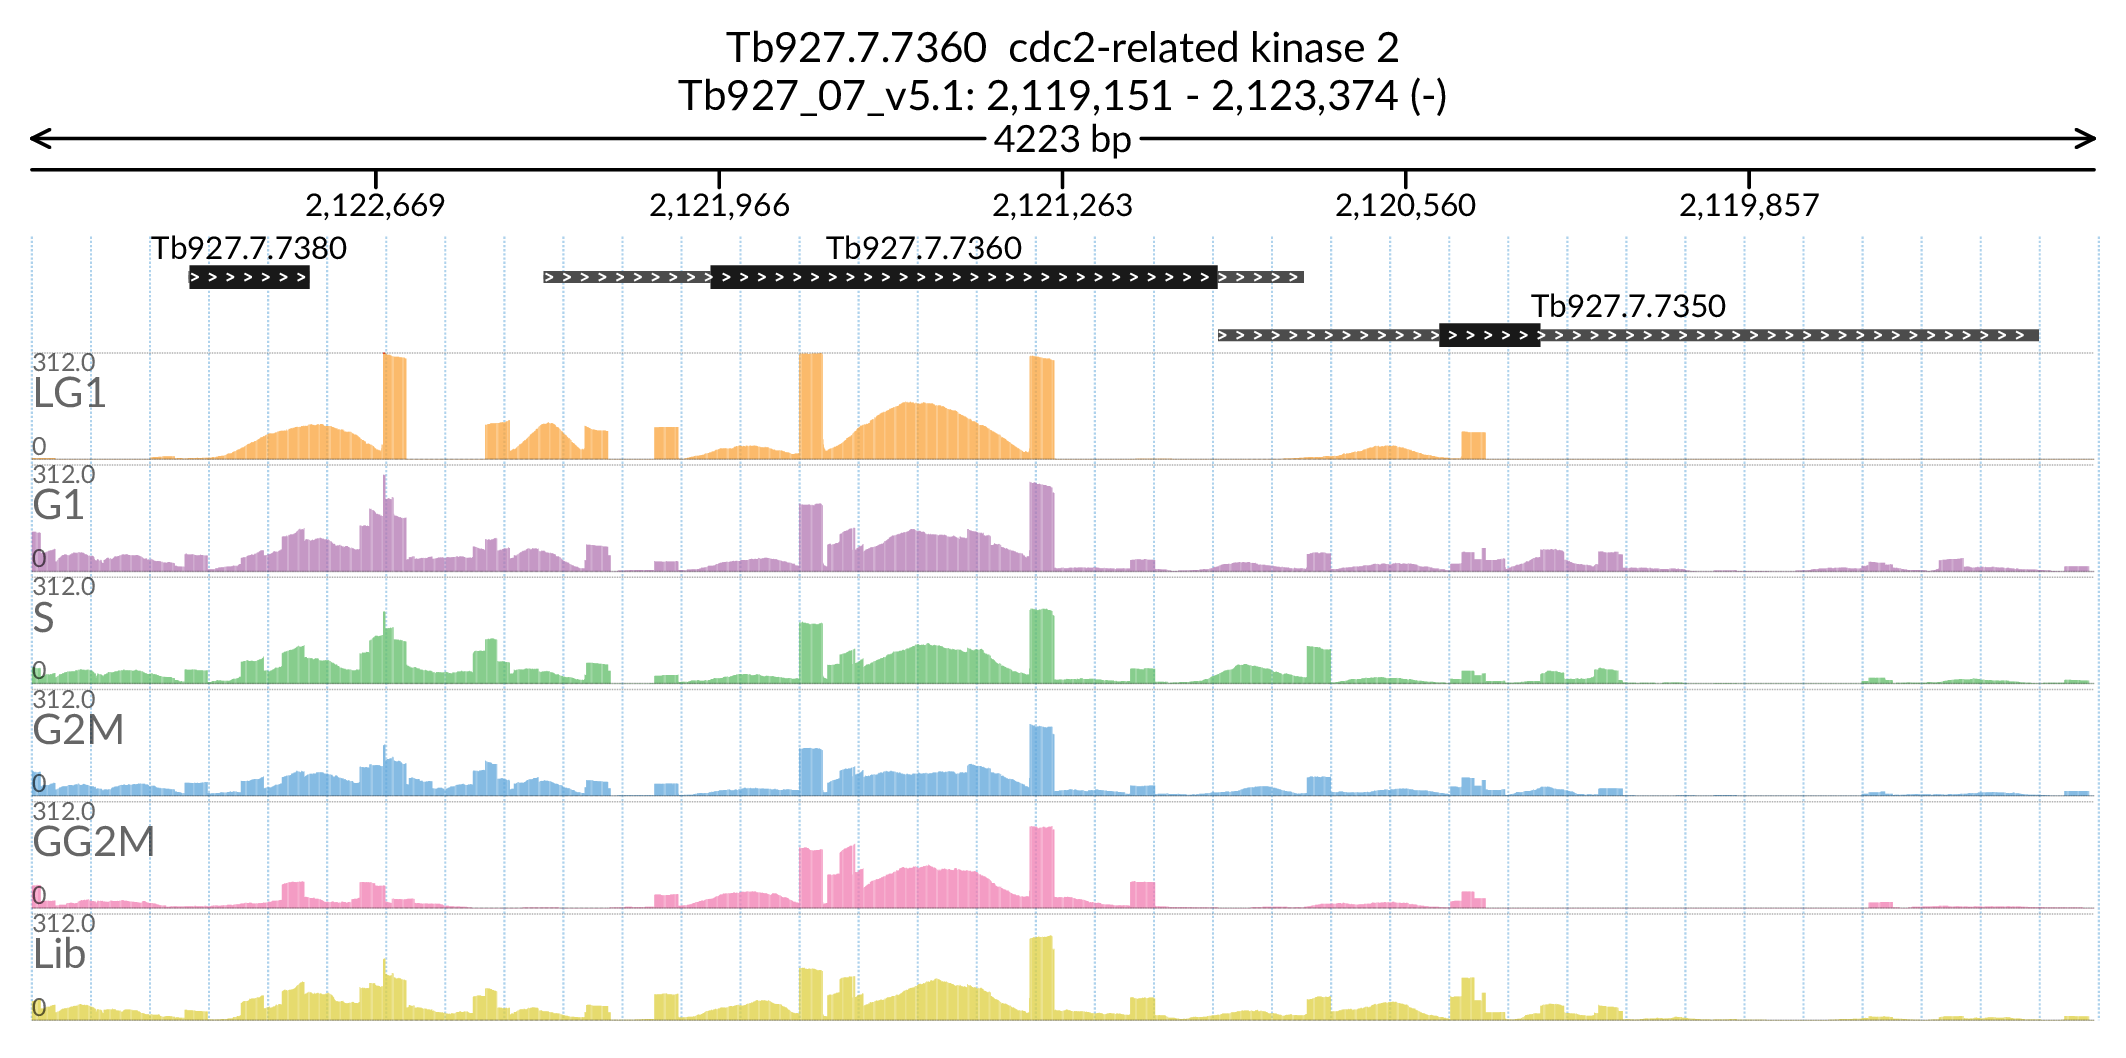 Tb927.7.7360  cdc2-related kinase 2
Tb927_07_v5.1: 2,119,151 - 2,123,374 (-)
4223 bp
2,122,669 2,121,966 2,121,263 2,120,560 2,119,857
Tb927.7.7380 Tb927.7.7360
Tb927.7.7350
312.0
LG1
0
312.0
G1
0
312.0
S
0
312.0
G2M
0
312.0
GG2M
0
312.0
Lib
0